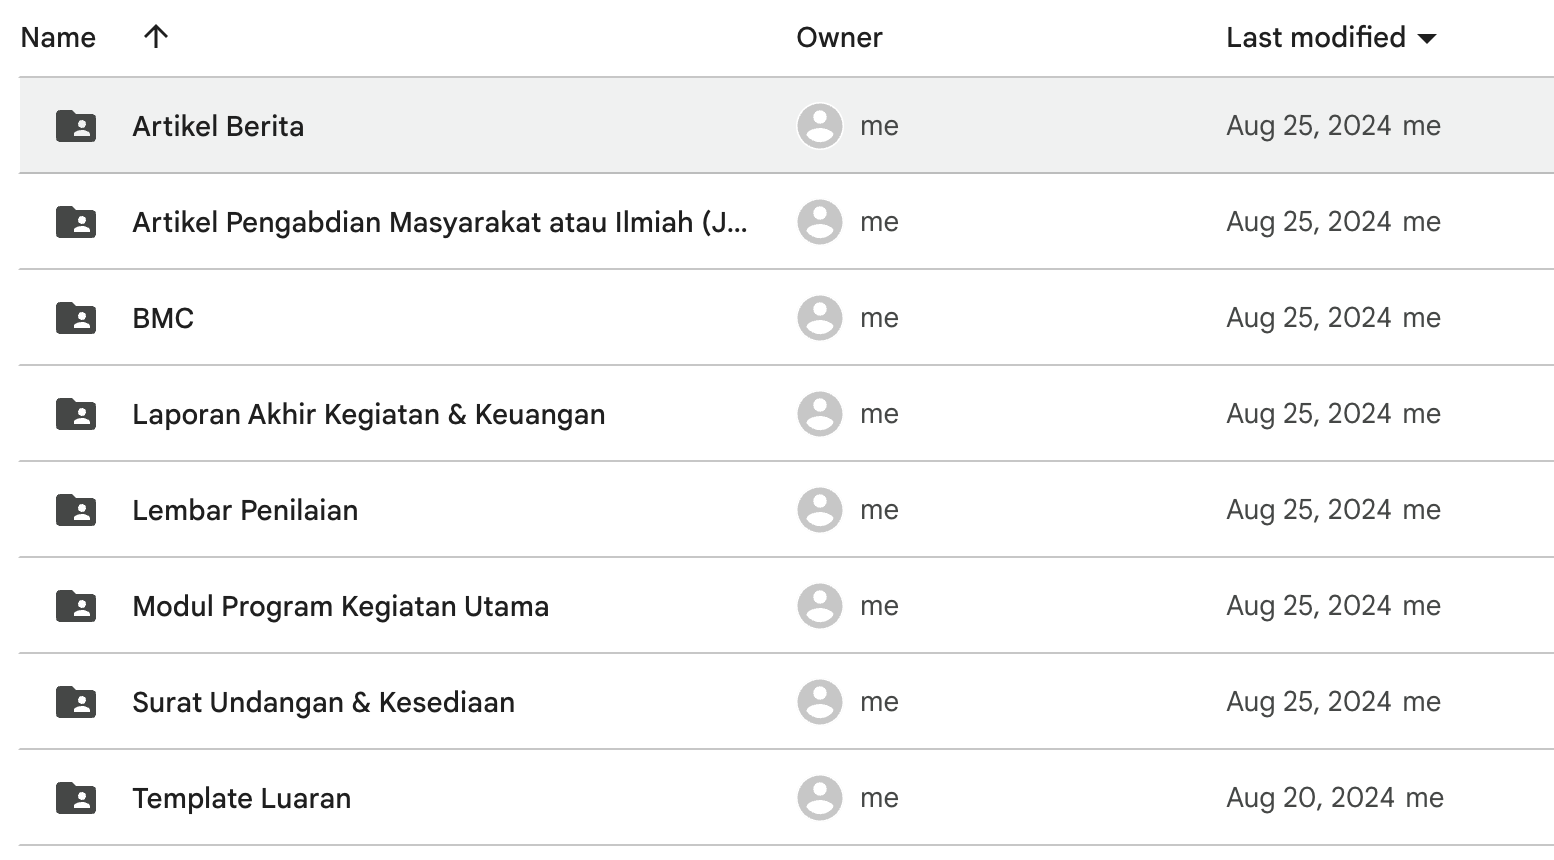 Name Owner Last modified
Artikel Berita me Aug 25, 2024 me
Artikel Pengabdian Masyarakat atau Ilmiah (J... me Aug 25, 2024 me
BMC me Aug 25, 2024 me
Laporan Akhir Kegiatan & Keuangan me Aug 25, 2024 me
Lembar Penilaian me Aug 25, 2024 me
Modul Program Kegiatan Utama me Aug 25, 2024 me
Surat Undangan & Kesediaan me Aug 25, 2024 me
Template Luaran me Aug 20, 2024 me